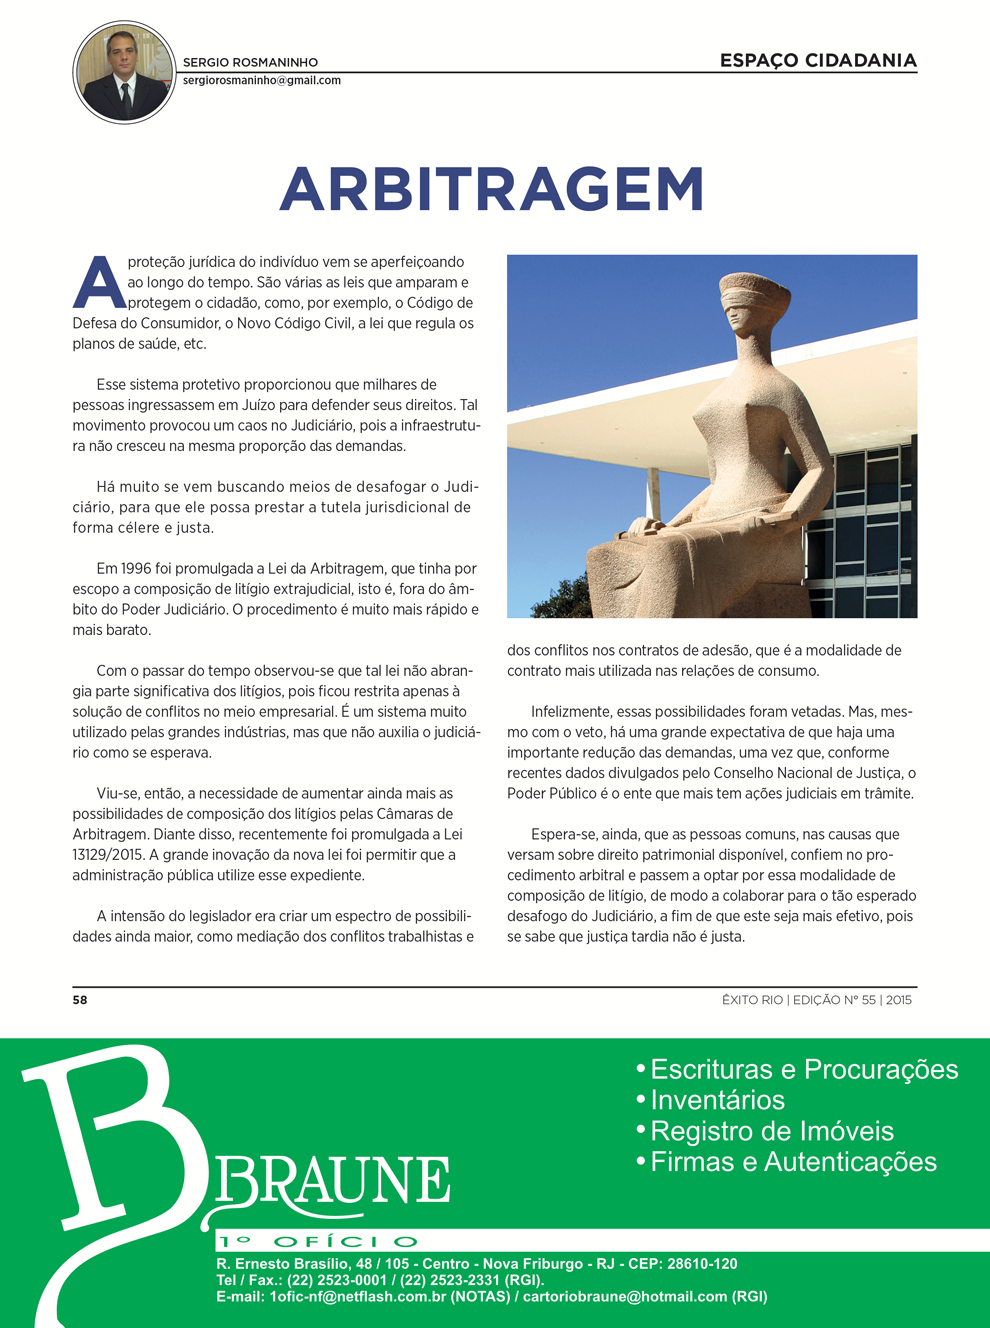 SERGIO ROSMANINHO
sergiorosmaninho@gmail.com
ESPAÇO CIDADANIA
ARBITRAGEM
A proteção jurídica do indivíduo vem se aperfeiçoando
ao longo do tempo. São várias as leis que amparam e
protegem o cidadão, como, por exemplo, o Código de
Defesa do Consumidor, o Novo Código Civil, a lei que regula os
planos de saúde, etc.
Esse sistema protetivo proporcionou que milhares de
pessoas ingressassem em Juízo para defender seus direitos. Tal
movimento provocou um caos no Judiciário, pois a infraestrutu-
ra não cresceu na mesma proporção das demandas.
Há muito se vem buscando meios de desafogar o Judi-
ciário, para que ele possa prestar a tutela jurisdicional de
forma célere e justa.
Em 1996 foi promulgada a Lei da Arbitragem, que tinha por
escopo a composição de litígio extrajudicial, isto é, fora do âm-
bito do Poder Judiciário. O procedimento é muito mais rápido e
mais barato.
Com o passar do tempo observou-se que tal lei não abran-
gia parte significativa dos litígios, pois ficou restrita apenas à
solução de conflitos no meio empresarial. É um sistema muito
utilizado pelas grandes indústrias, mas que não auxilia o judiciá-
rio como se esperava.
Viu-se, então, a necessidade de aumentar ainda mais as
possibilidades de composição dos litígios pelas Câmaras de
Arbitragem. Diante disso, recentemente foi promulgada a Lei
13129/2015. A grande inovação da nova lei foi permitir que a
administração pública utilize esse expediente.
A intensão do legislador era criar um espectro de possibili-
dades ainda maior, como mediação dos conflitos trabalhistas e
dos conflitos nos contratos de adesão, que é a modalidade de
contrato mais utilizada nas relações de consumo.
Infelizmente, essas possibilidades foram vetadas. Mas, mes-
mo com o veto, há uma grande expectativa de que haja uma
importante redução das demandas, uma vez que, conforme
recentes dados divulgados pelo Conselho Nacional de Justiça, o
Poder Público é o ente que mais tem ações judiciais em trâmite.
Espera-se, ainda, que as pessoas comuns, nas causas que
versam sobre direito patrimonial disponível, confiem no pro-
cedimento arbitral e passem a optar por essa modalidade de
composição de litígio, de modo a colaborar para o tão esperado
desafogo do Judiciário, a fim de que este seja mais efetivo, pois
se sabe que justiça tardia não é justa.
58
ÊXITO RIO | EDIÇÃO N° 55 | 2015
B
BRAUNE
1º OFÍCIO
• Escrituras e Procurações
• Inventários
• Registro de Imóveis
• Firmas e Autenticações
R. Ernesto Brasílio, 48 / 105 - Centro - Nova Friburgo - RJ - CEP: 28610-120
Tel / Fax.: (22) 2523-0001 / (22) 2523-2331 (RGI).
E-mail: 1ofic-nf@netflash.com.br (NOTAS) / cartoriobraune@hotmail.com (RGI)